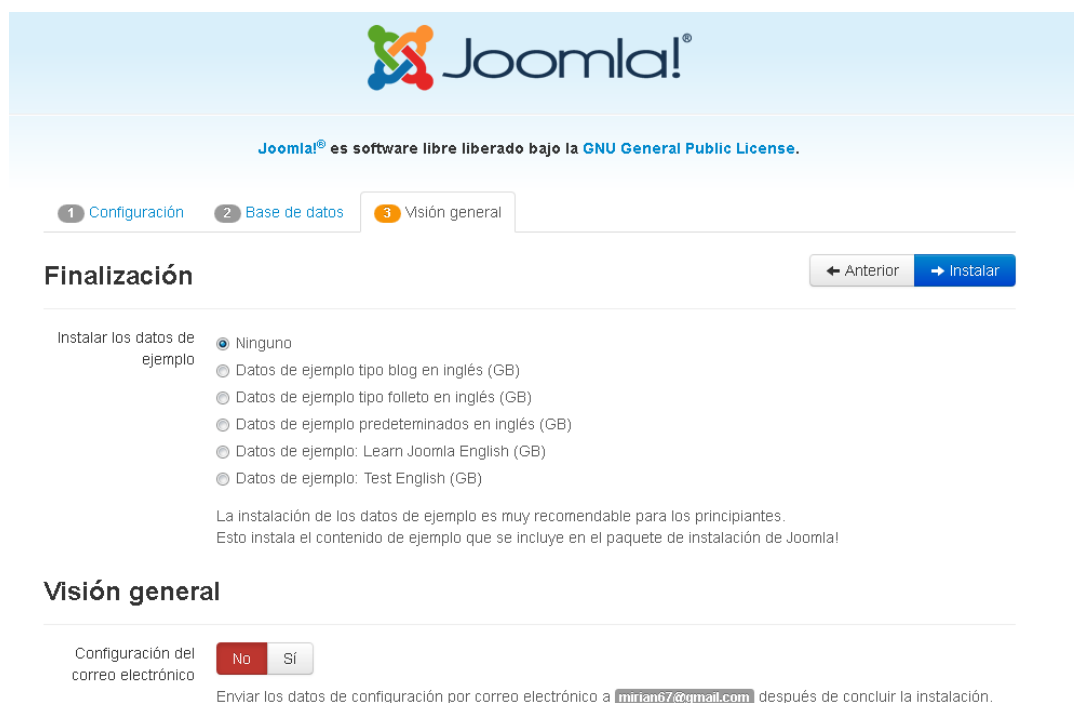 Joomla!®
Joomla!® es software libre liberado bajo la GNU General Public License.
1 Configuración 2 Base de datos 3 Visión general
Finalización
Anterior Instalar
Instalar los datos de ejemplo
Ninguno
Datos de ejemplo tipo blog en inglés (GB)
Datos de ejemplo tipo folleto en inglés (GB)
Datos de ejemplo predeteminados en inglés (GB)
Datos de ejemplo: Learn Joomla English (GB)
Datos de ejemplo: Test English (GB)
La instalación de los datos de ejemplo es muy recomendable para los principiantes.
Esto instala el contenido de ejemplo que se incluye en el paquete de instalación de Joomla!
Visión general
Configuración del correo electrónico
No Sí
Enviar los datos de configuración por correo electrónico a mirian67@gmail.com después de concluir la instalación.